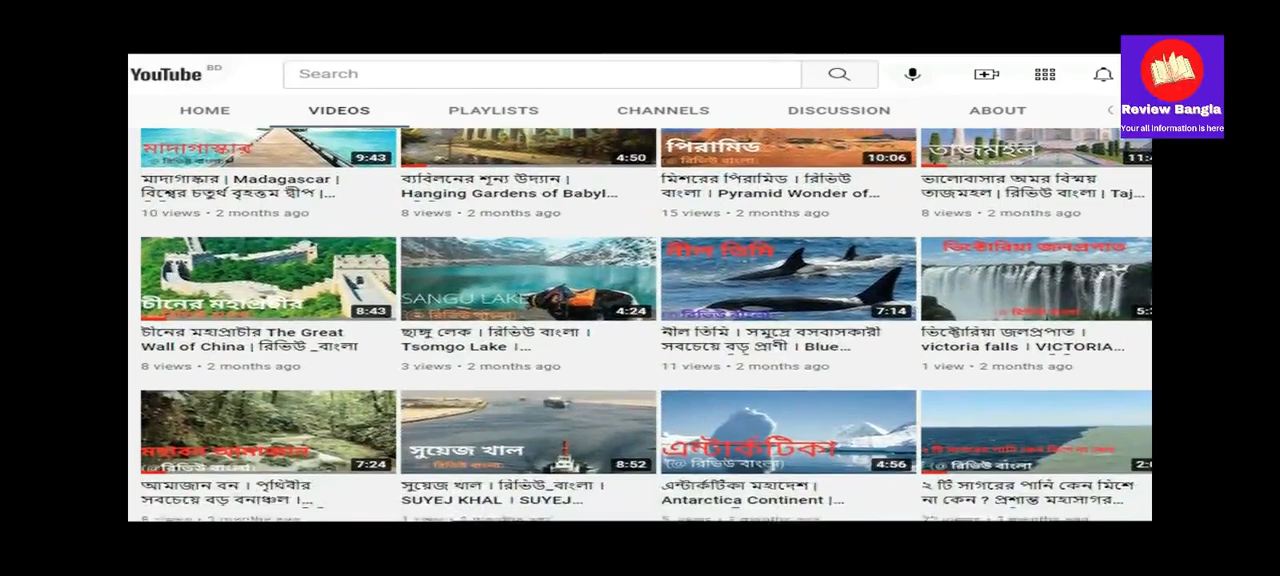 YouTube BD
Search
Review Bangla
Your all information is here
HOME VIDEOS PLAYLISTS CHANNELS DISCUSSION ABOUT
মাদাগাস্কার
@ রিভিউ বাংলা
9:43
4:50
পিরামিড
@ রিভিউ বাংলা
10:06
তাজমহল
@ রিভিউ বাংলা
মাদাগাস্কার | Madagascar |
বিশ্বের চতুর্থ বৃহত্তম দ্বীপ |...
10 views • 2 months ago
ব্যবিলনের শূন্য উদ্যান |
Hanging Gardens of Babyl...
8 views • 2 months ago
মিশরের পিরামিড । রিভিউ
বাংলা । Pyramid Wonder of...
15 views • 2 months ago
ভালোবাসার অমর বিস্ময়
তাজমহল | রিভিউ বাংলা | Taj...
8 views • 2 months ago
চীনের মহাপ্রাচীর
8:43
SANGU LAKE
@ রিভিউ বাংলা
4:24
নীল তিমি
@ রিভিউ বাংলা
7:14
ভিক্টোরিয়া জলপ্রপাত
@ রিভিউ বাংলা
চীনের মহাপ্রাচীর The Great
Wall of China | রিভিউ _বাংলা
8 views • 2 months ago
ছাঙ্গু লেক । রিভিউ বাংলা ।
Tsomgo Lake ।...
3 views • 2 months ago
নীল তিমি । সমুদ্রে বসবাসকারী
সবচেয়ে বড় প্রাণী । Blue...
11 views • 2 months ago
ভিক্টোরিয়া জলপ্রপাত ।
victoria falls । VICTORIA...
1 view • 2 months ago
মহাবন আমাজান
@ রিভিউ বাংলা
7:24
সুয়েজ খাল
@ রিভিউ বাংলা
8:52
এন্টার্কটিকা
(@ রিভিউ বাংলা)
4:56
@ রিভিউ বাংলা
আমাজান বন । পৃথিবীর
সবচেয়ে বড় বনাঞ্চল ।...
সুয়েজ খাল । রিভিউ_বাংলা ।
SUYEJ KHAL । SUYEJ...
এন্টার্কটিকা মহাদেশ|
Antarctica Continent |...
২ টি সাগরের পানি কেন মিশে
না কেন ? প্রশান্ত মহাসাগর...